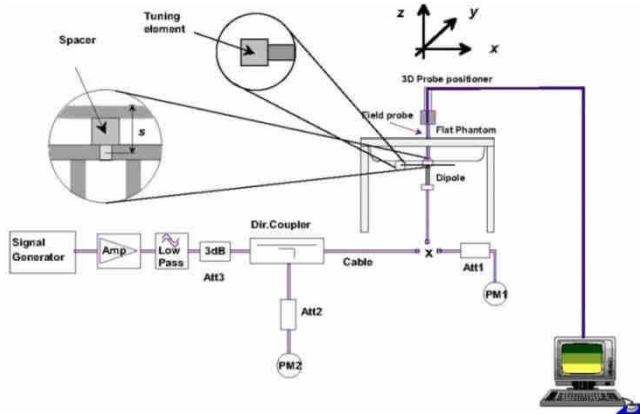 Tuning
element
Spacer
s
z
y
x
3D Probe positioner
Field probe
Flat Phantom
Dipole
Signal
Generator
Amp
Low
Pass
3dB
Att3
Dir.Coupler
Cable
X
Att1
PM1
Att2
PM2